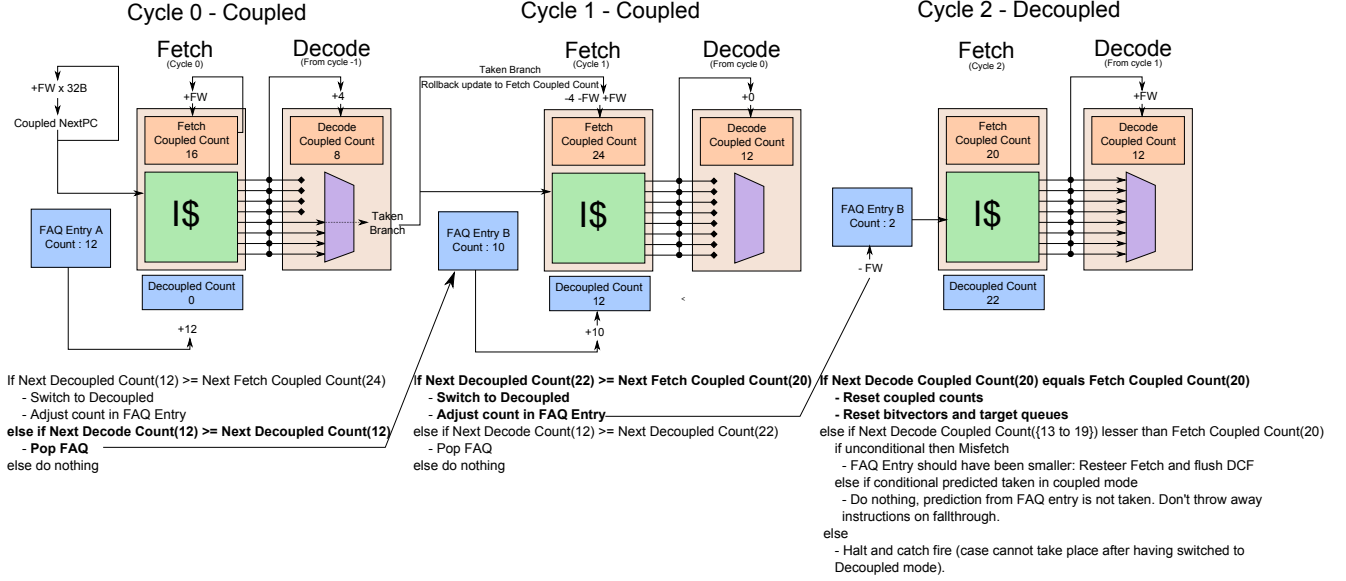 Cycle 0 - Coupled
Fetch
(Cycle 0)
Decode
(From cycle -1)
+FW x 32B
Coupled NextPC
+FW
+4
Fetch
Coupled Count
16
Decode
Coupled Count
8
I$
FAQ Entry A
Count : 12
Taken
Branch
Decoupled Count
0
+12
If Next Decoupled Count(12) >= Next Fetch Coupled Count(24)
- Switch to Decoupled
- Adjust count in FAQ Entry
else if Next Decode Count(12) >= Next Decoupled Count(12)
- Pop FAQ
else do nothing
Cycle 1 - Coupled
Fetch
(Cycle 1)
Decode
(From cycle 0)
Taken Branch
Rollback update to Fetch Coupled Count
-4 -FW +FW
+0
Fetch
Coupled Count
24
Decode
Coupled Count
12
I$
FAQ Entry B
Count : 10
Decoupled Count
12
<
+10
If Next Decoupled Count(22) >= Next Fetch Coupled Count(20)
- Switch to Decoupled
- Adjust count in FAQ Entry
else if Next Decode Count(12) >= Next Decoupled Count(22)
- Pop FAQ
else do nothing
Cycle 2 - Decoupled
Fetch
(Cycle 2)
Decode
(From cycle 1)
+FW
Fetch
Coupled Count
20
Decode
Coupled Count
12
I$
FAQ Entry B
Count : 2
- FW
Decoupled Count
22
If Next Decode Coupled Count(20) equals Fetch Coupled Count(20)
- Reset coupled counts
- Reset bitvectors and target queues
else if Next Decode Coupled Count({13 to 19}) lesser than Fetch Coupled Count(20)
if unconditional then Misfetch
- FAQ Entry should have been smaller: Resteer Fetch and flush DCF
else if conditional predicted taken in coupled mode
- Do nothing, prediction from FAQ entry is not taken. Don't throw away
instructions on fallthrough.
else
- Halt and catch fire (case cannot take place after having switched to
Decoupled mode).